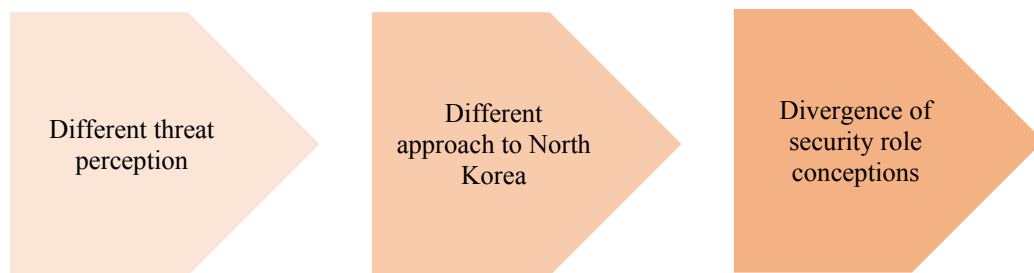 Different threat
perception
Different
approach to North
Korea
Divergence of
security role
conceptions